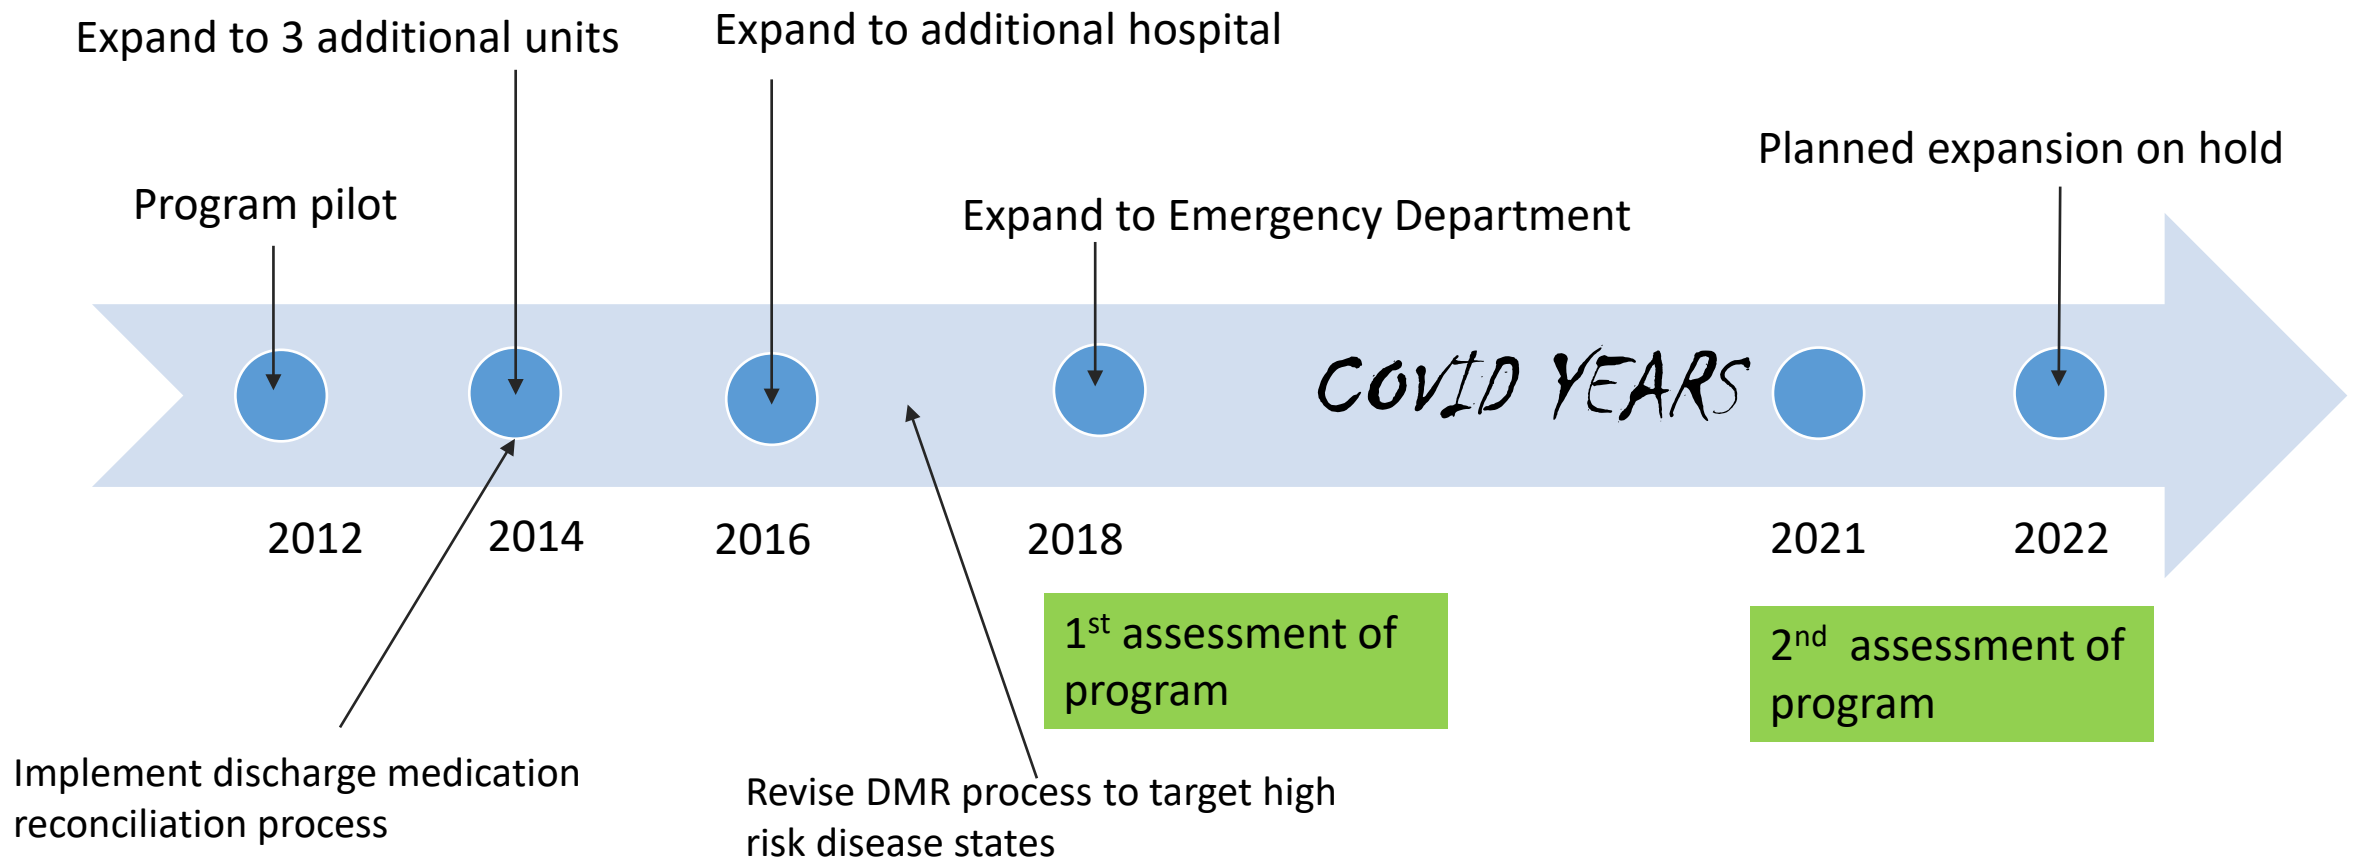 Expand to 3 additional units
Expand to additional hospital
Planned expansion on hold
Program pilot
Expand to Emergency Department
COVID YEARS
2012
2014
2016
2018
2021
2022
1st assessment of
program
2nd assessment of
program
Implement discharge medication
reconciliation process
Revise DMR process to target high
risk disease states